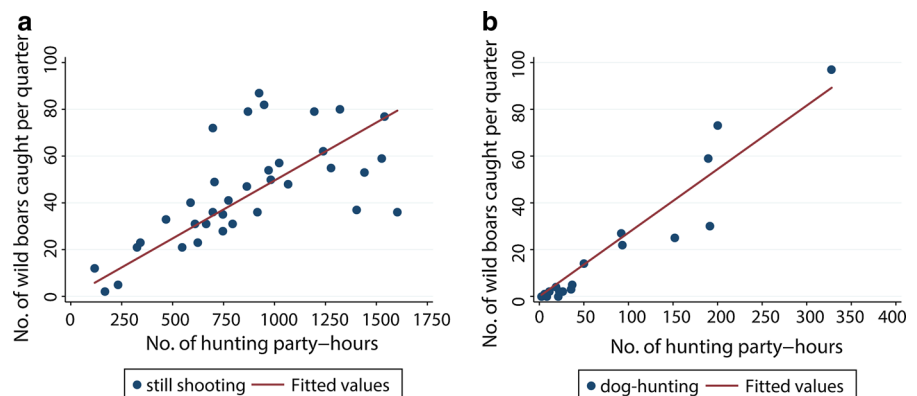 a
No. of wild boars caught per quarter
100
80
60
40
20
0
0 250 500 750 1000 1250 1500 1750
No. of hunting party–hours
still shooting Fitted values
b
No. of wild boars caught per quarter
100
80
60
40
20
0
0 50 100 150 200 250 300 350 400
No. of hunting party–hours
dog-hunting Fitted values